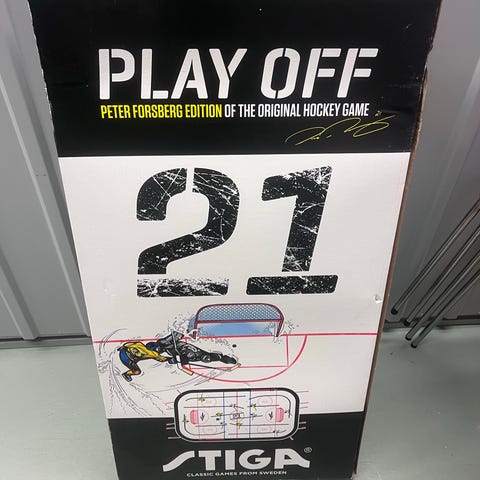 PLAY OFF
PETER FORSBERG EDITION OF THE ORIGINAL HOCKEY GAME
21
STIGA®
CLASSIC GAMES FROM SWEDEN